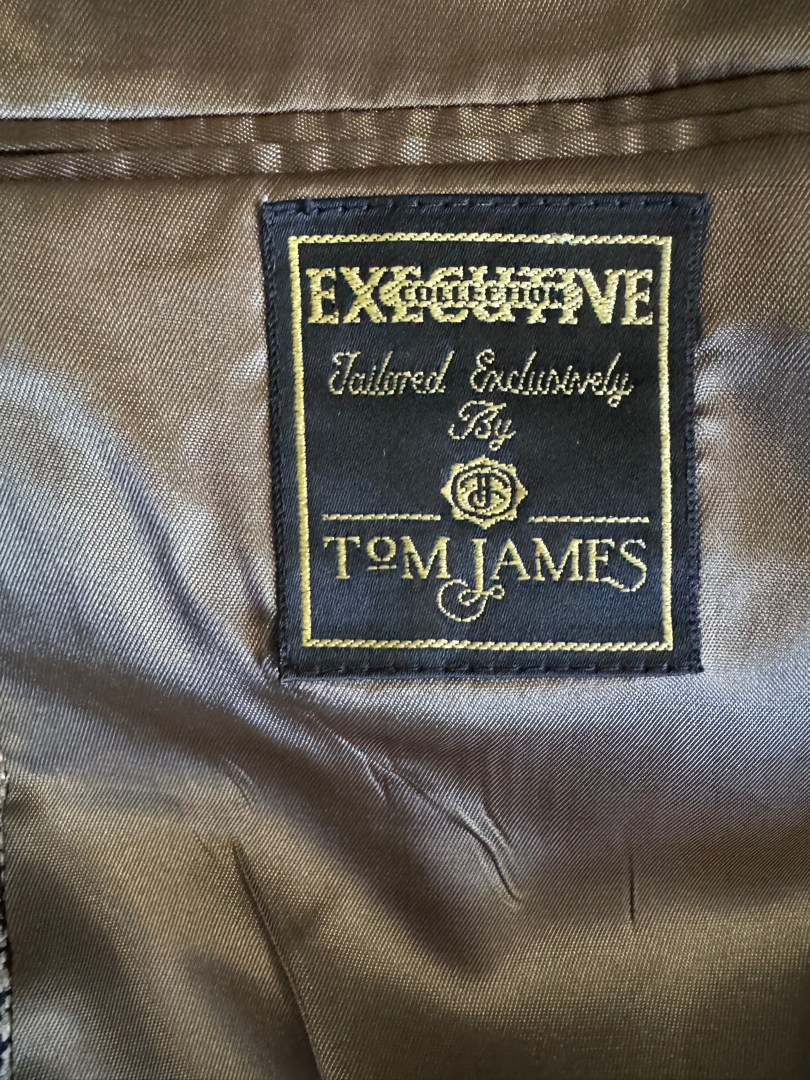 EXECUTIVE
COLLECTION
Tailored Exclusively
By
TJ
TOM JAMES